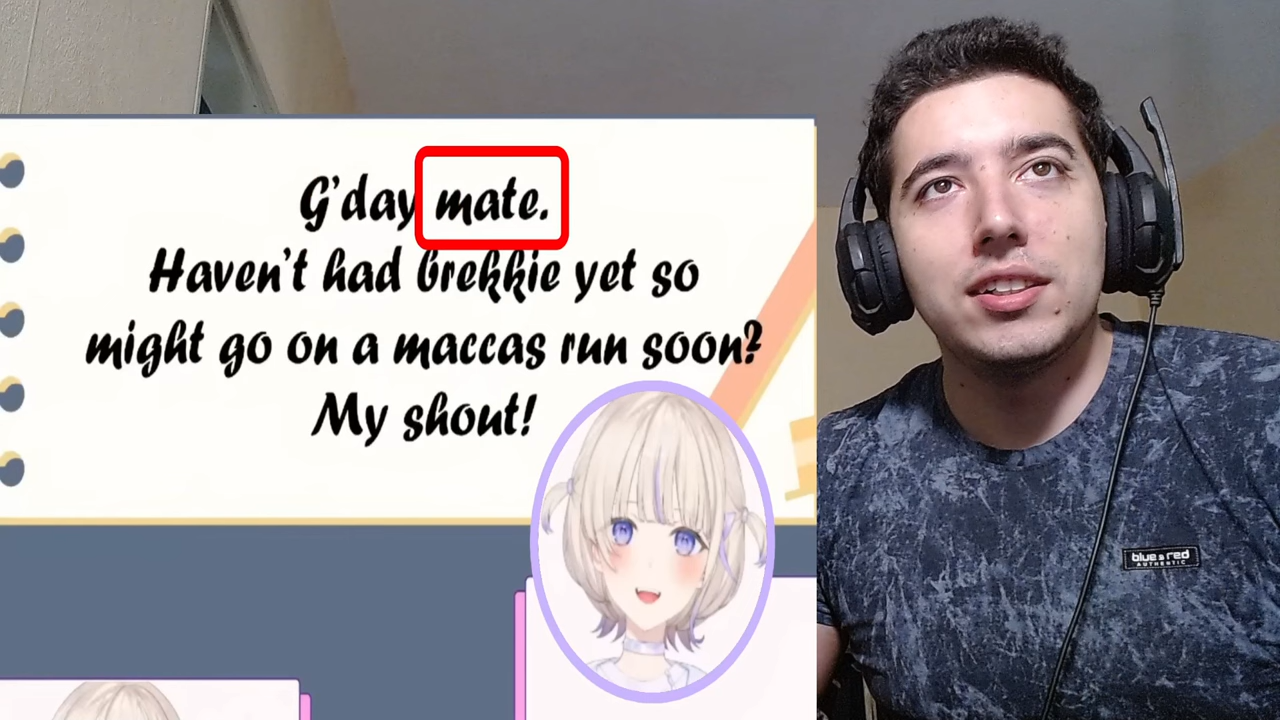 G'day mate.
Haven't had brekkie yet so
might go on a maccas run soon?
My shout!
blue & red
AUTHENTIC